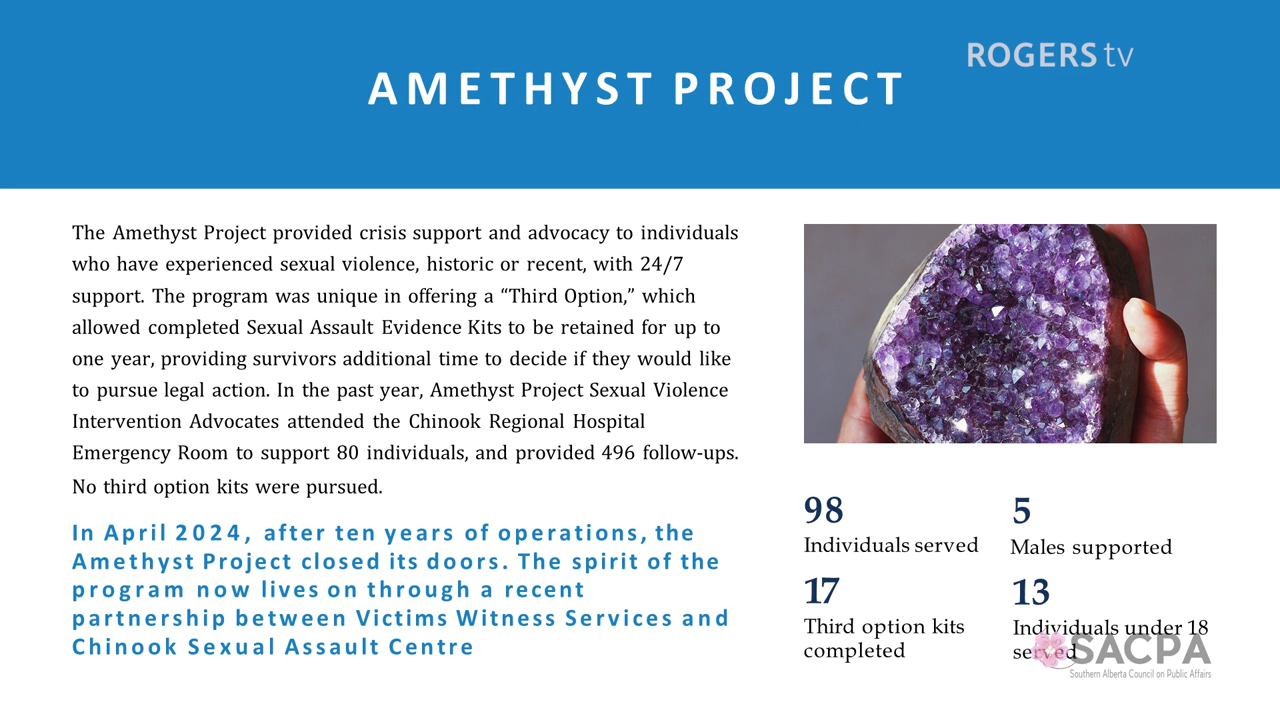 ROGERS tv
AMETHYST PROJECT
The Amethyst Project provided crisis support and advocacy to individuals
who have experienced sexual violence, historic or recent, with 24/7
support. The program was unique in offering a “Third Option,” which
allowed completed Sexual Assault Evidence Kits to be retained for up to
one year, providing survivors additional time to decide if they would like
to pursue legal action. In the past year, Amethyst Project Sexual Violence
Intervention Advocates attended the Chinook Regional Hospital
Emergency Room to support 80 individuals, and provided 496 follow-ups.
No third option kits were pursued.
In April 2024, after ten years of operations, the
Amethyst Project closed its doors. The spirit of the
program now lives on through a recent
partnership between Victims Witness Services and
Chinook Sexual Assault Centre
98
Individuals served
5
Males supported
17
Third option kits
completed
13
Individuals under 18
served
SACPA
Southern Alberta Council on Public Affairs